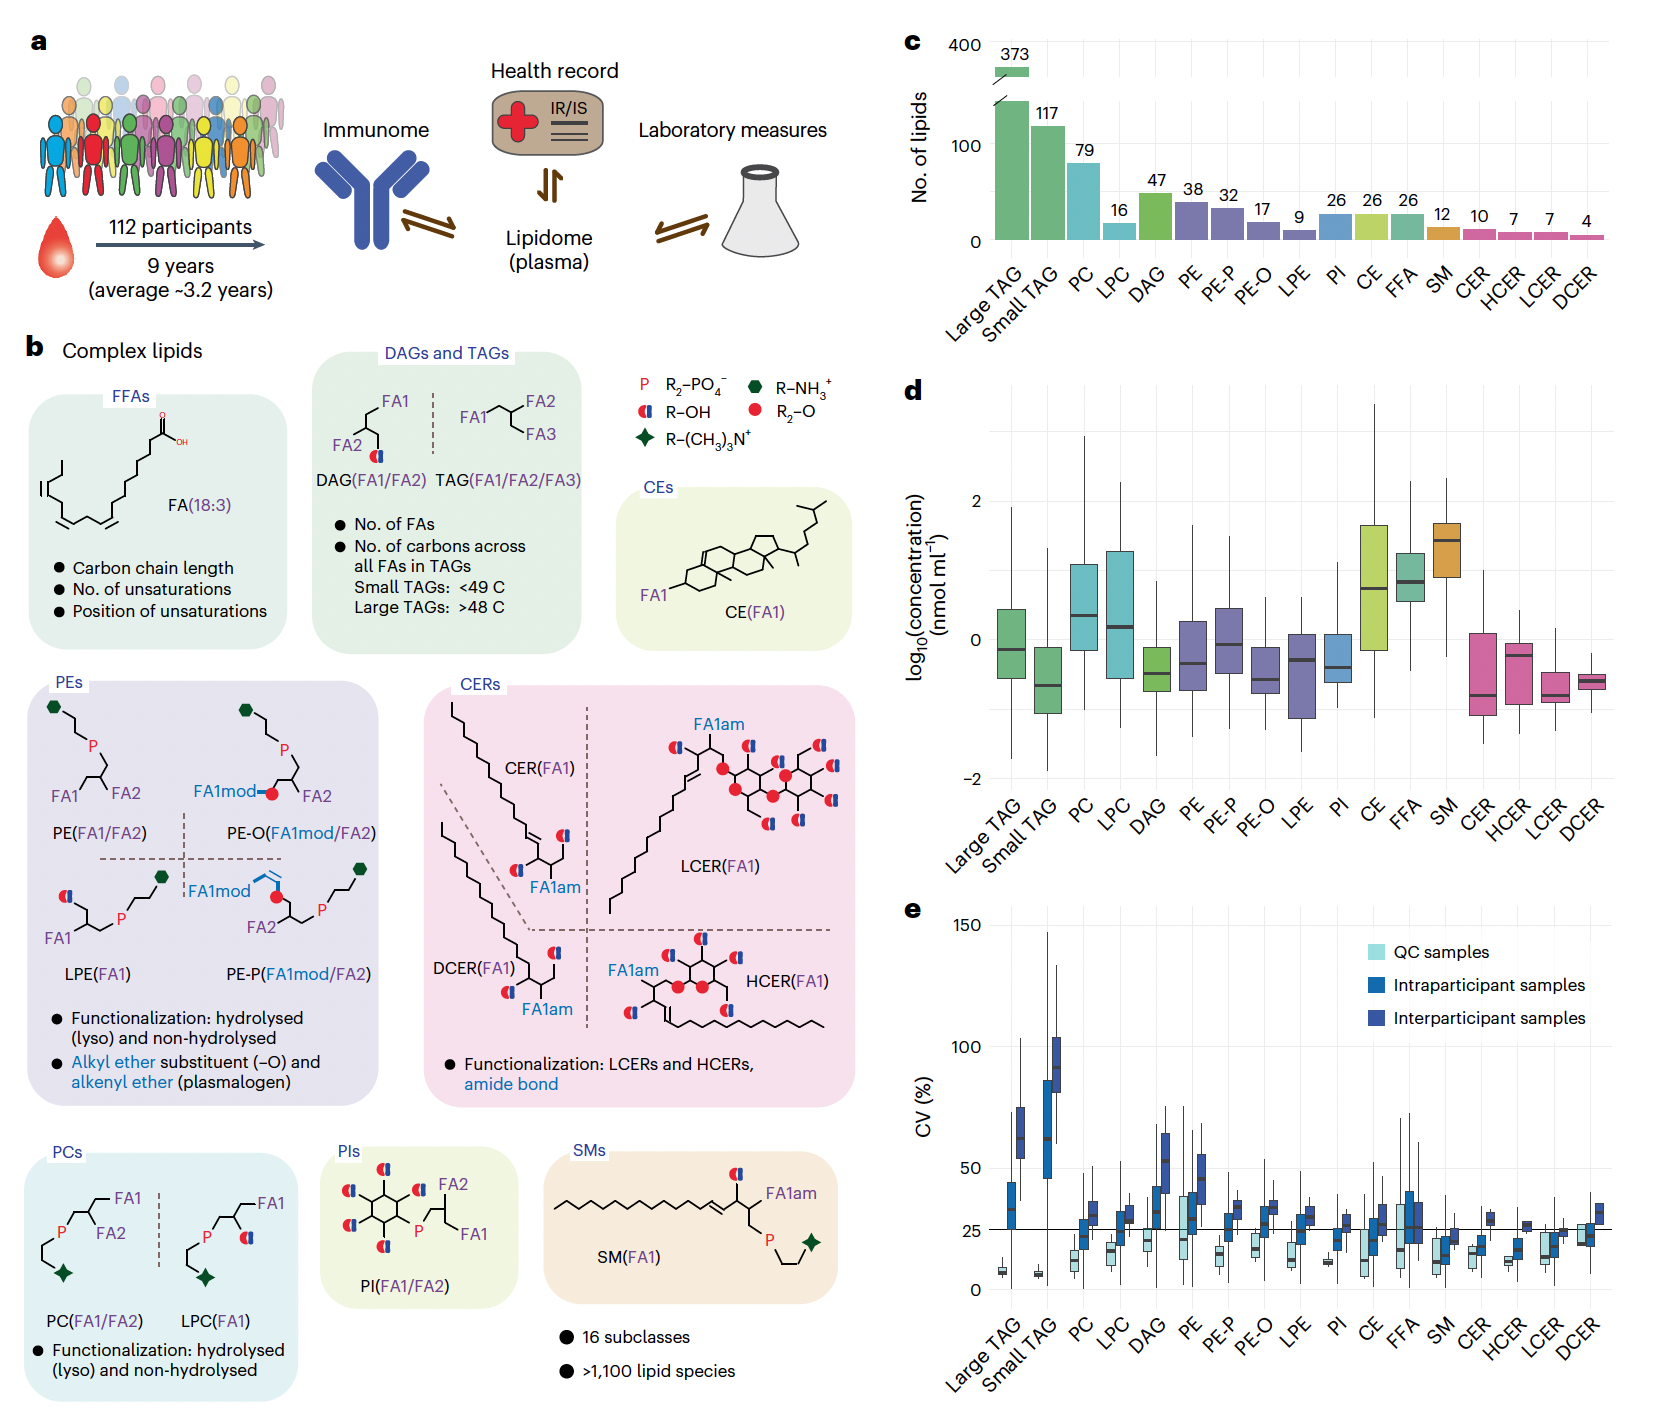 a
112 participants
9 years
(average ~3.2 years)
Immunome
Health record
IR/IS
Lipidome
(plasma)
Laboratory measures
b
Complex lipids
FFAs
O
OH
FA(18:3)
Carbon chain length
No. of unsaturations
Position of unsaturations
DAGs and TAGs
FA1
FA2
FA1
FA2
FA3
DAG(FA1/FA2)
TAG(FA1/FA2/FA3)
No. of FAs
No. of carbons across
all FAs in TAGs
Small TAGs: <49 C
Large TAGs: >48 C
P R₂–PO₄⁻
R–NH₃⁺
R–OH
R₂–O
R–(CH₃)₃N⁺
CEs
FA1
CE(FA1)
PEs
P
FA1
FA2
PE(FA1/FA2)
P
FA1mod
FA2
PE-O(FA1mod/FA2)
P
FA1
LPE(FA1)
FA1mod
P
FA2
PE-P(FA1mod/FA2)
Functionalization: hydrolysed
(lyso) and non-hydrolysed
Alkyl ether substituent (–O) and
alkenyl ether (plasmalogen)
CERs
CER(FA1)
FA1am
FA1am
LCER(FA1)
DCER(FA1)
FA1am
FA1am
HCER(FA1)
Functionalization: LCERs and HCERs,
amide bond
PCs
FA1
P
FA2
PC(FA1/FA2)
FA1
P
LPC(FA1)
Functionalization: hydrolysed
(lyso) and non-hydrolysed
PIs
FA2
P
FA1
PI(FA1/FA2)
SMs
FA1am
P
SM(FA1)
16 subclasses
>1,100 lipid species
c
No. of lipids
400
100
0
373
117
79
16
47
38
32
17
9
26
26
26
12
10
7
7
4
Large TAG
Small TAG
PC
LPC
DAG
PE
PE-P
PE-O
LPE
PI
CE
FFA
SM
CER
HCER
LCER
DCER
d
log₁₀(concentration)
(nmol ml⁻¹)
2
0
−2
Large TAG
Small TAG
PC
LPC
DAG
PE
PE-P
PE-O
LPE
PI
CE
FFA
SM
CER
HCER
LCER
DCER
e
CV (%)
150
100
50
25
0
QC samples
Intraparticipant samples
Interparticipant samples
Large TAG
Small TAG
PC
LPC
DAG
PE
PE-P
PE-O
LPE
PI
CE
FFA
SM
CER
HCER
LCER
DCER